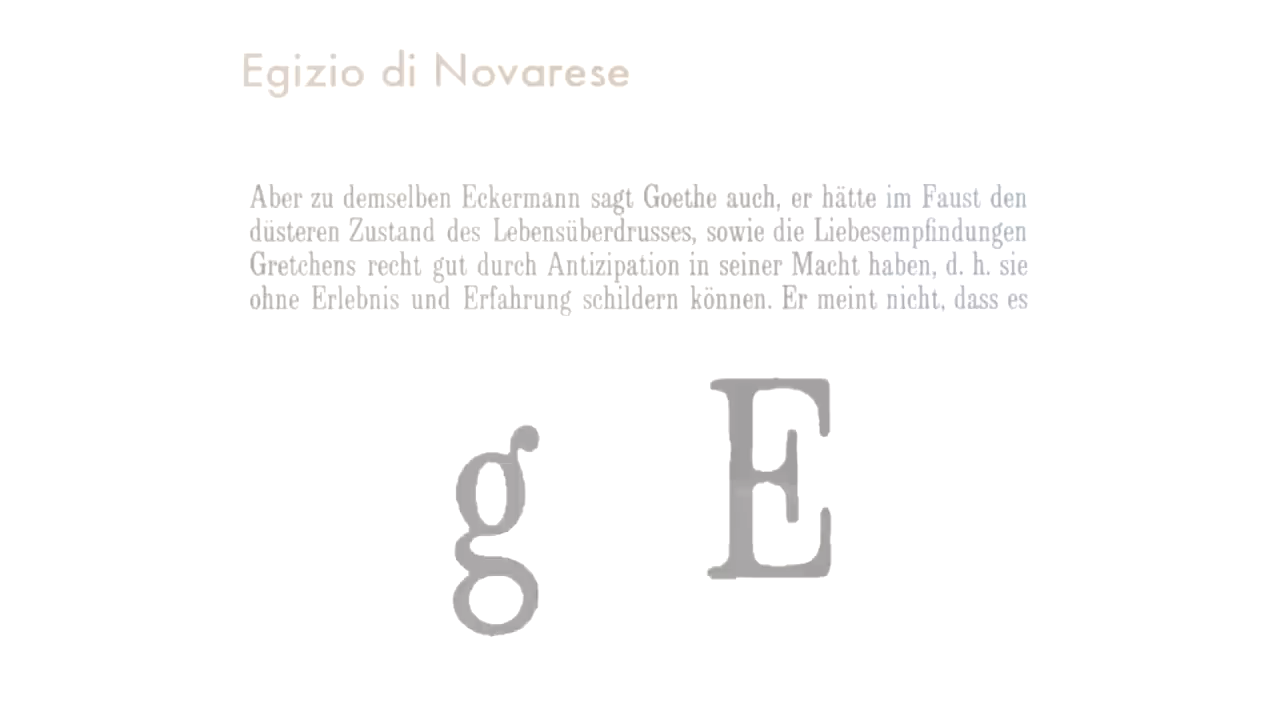 Egizio di Novarese
Aber zu demselben Eckermann sagt Goethe auch, er hätte im Faust den
düsteren Zustand des Lebensüberdrusses, sowie die Liebesempfindungen
Gretchens recht gut durch Antizipation in seiner Macht haben, d. h. sie
ohne Erlebnis und Erfahrung schildern können. Er meint nicht, dass es
g E